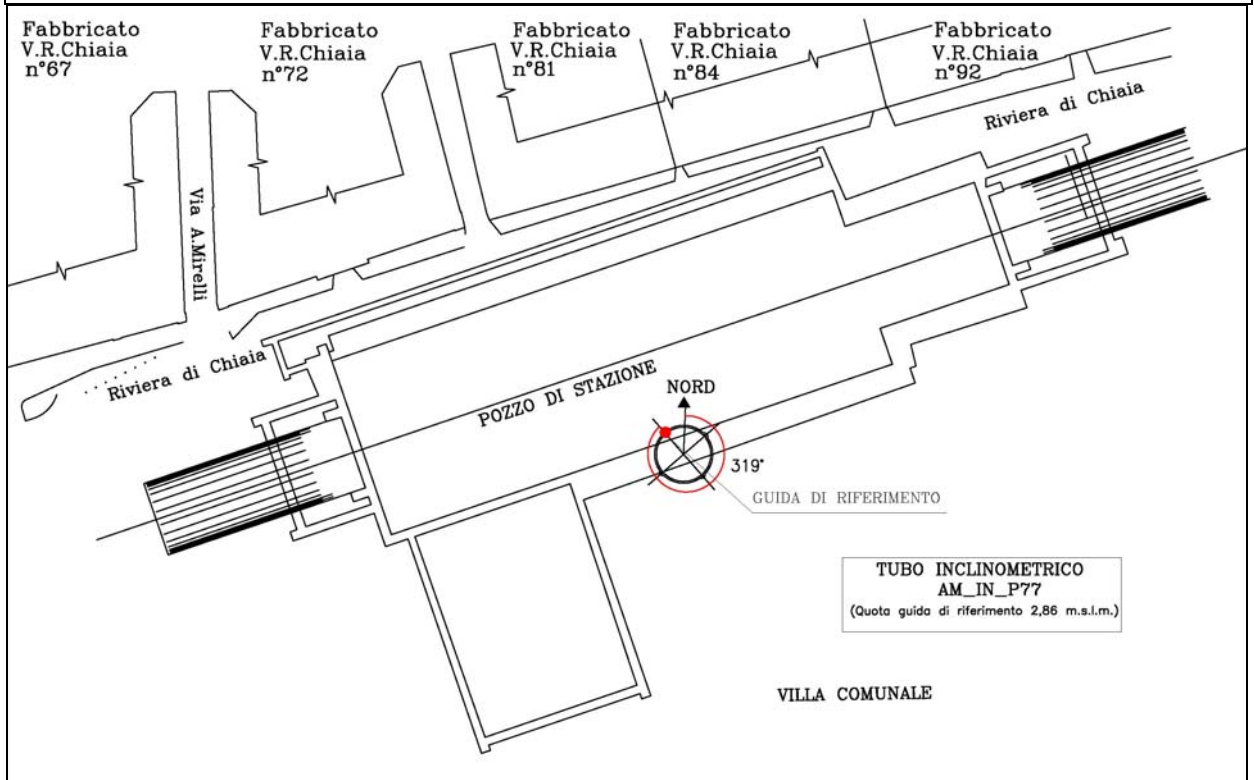 Fabbricato
V.R.Chiaia
n°67
Fabbricato
V.R.Chiaia
n°72
Fabbricato
V.R.Chiaia
n°81
Fabbricato
V.R.Chiaia
n°84
Fabbricato
V.R.Chiaia
n°92
Riviera di Chiaia
Via A.Mirelli
Riviera di Chiaia
POZZO DI STAZIONE
NORD
319°
GUIDA DI RIFERIMENTO
TUBO INCLINOMETRICO
AM_IN_P77
(Quota guida di riferimento 2,86 m.s.l.m.)
VILLA COMUNALE